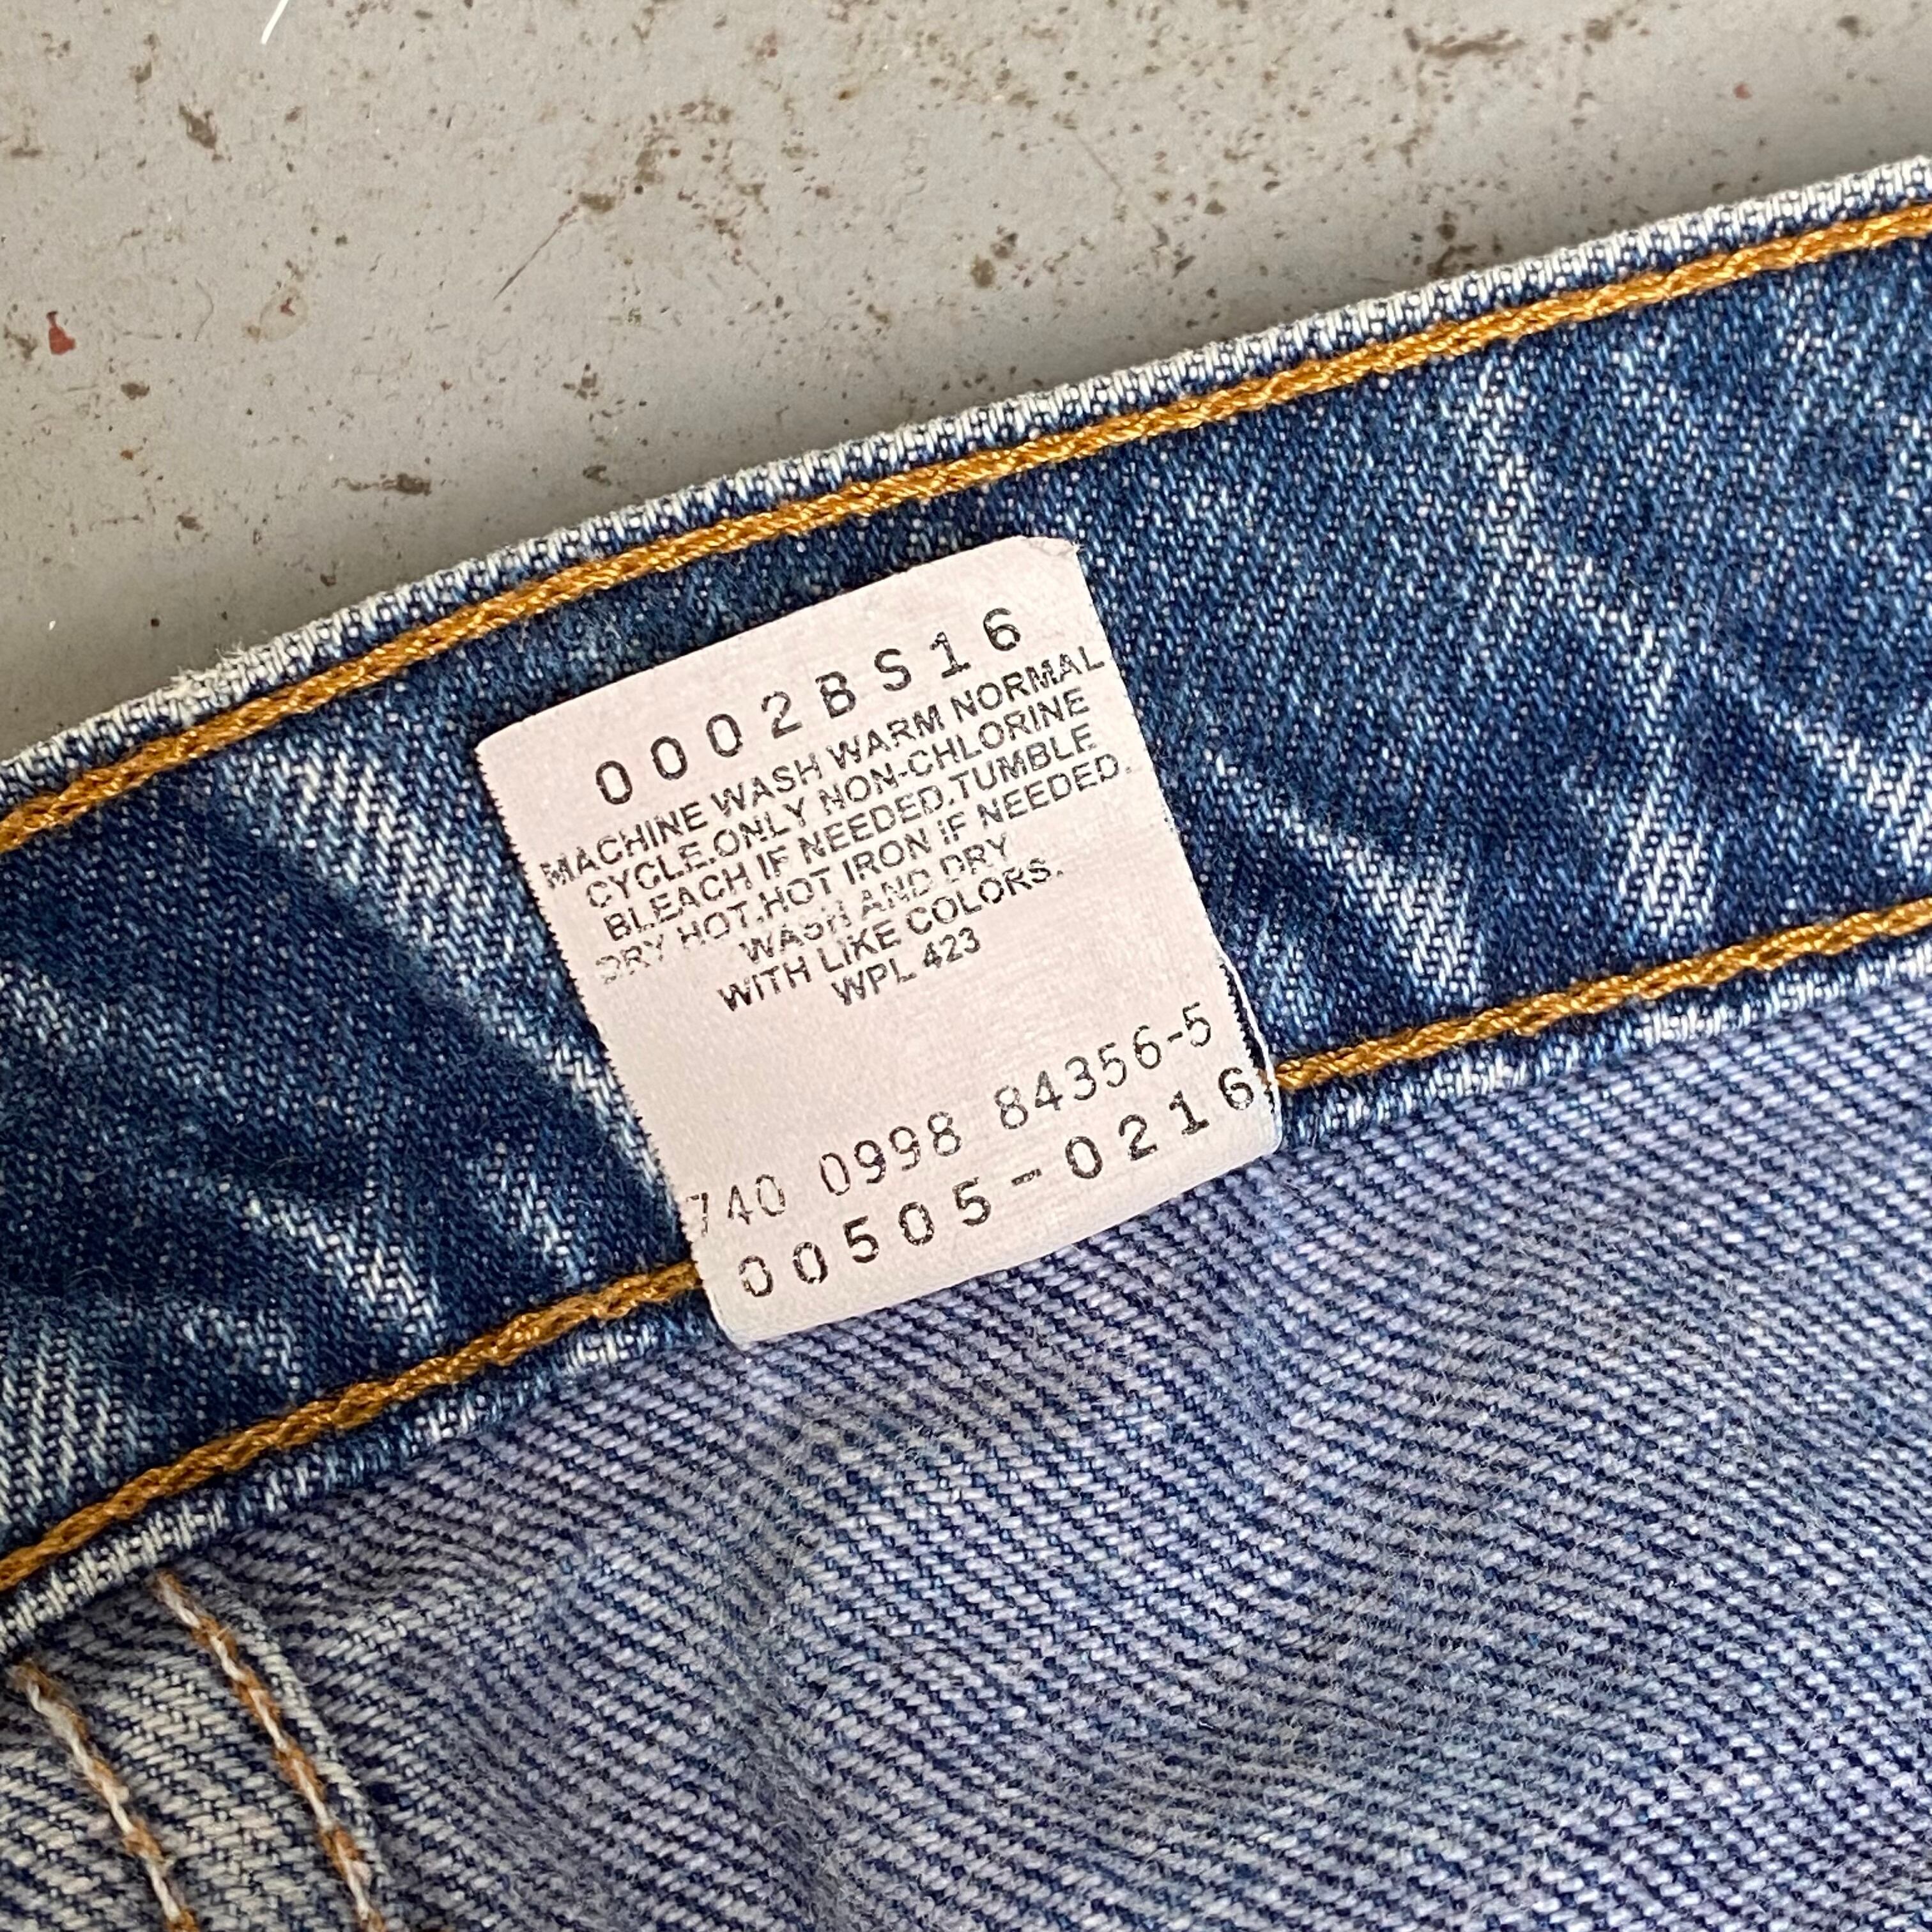 0002BS16
MACHINE WASH WARM NORMAL
CYCLE.ONLY NON-CHLORINE
BLEACH IF NEEDED.TUMBLE
DRY HOT.HOT IRON IF NEEDED.
WASH AND DRY
WITH LIKE COLORS.
WPL 423
740 0998 84356-5
00505-0216